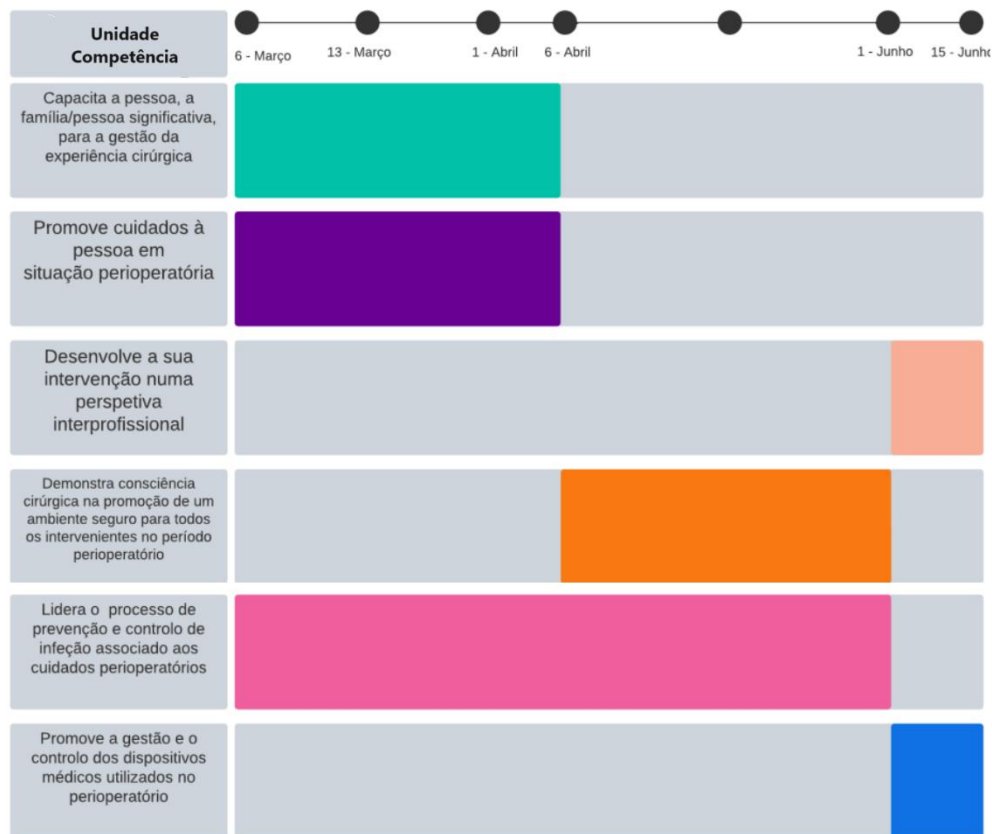 Unidade
Competência
6 - Março
13 - Março
1 - Abril
6 - Abril
1 - Junho
15 - Junho
Capacita a pessoa, a
família/pessoa significativa,
para a gestão da
experiência cirúrgica
Promove cuidados à
pessoa em
situação perioperatória
Desenvolve a sua
intervenção numa
perspetiva
interprofissional
Demonstra consciência
cirúrgica na promoção de um
ambiente seguro para todos
os intervenientes no período
perioperatório
Lidera o processo de
prevenção e controlo de
infeção associado aos
cuidados perioperatórios
Promove a gestão e o
controlo dos dispositivos
médicos utilizados no
perioperatório